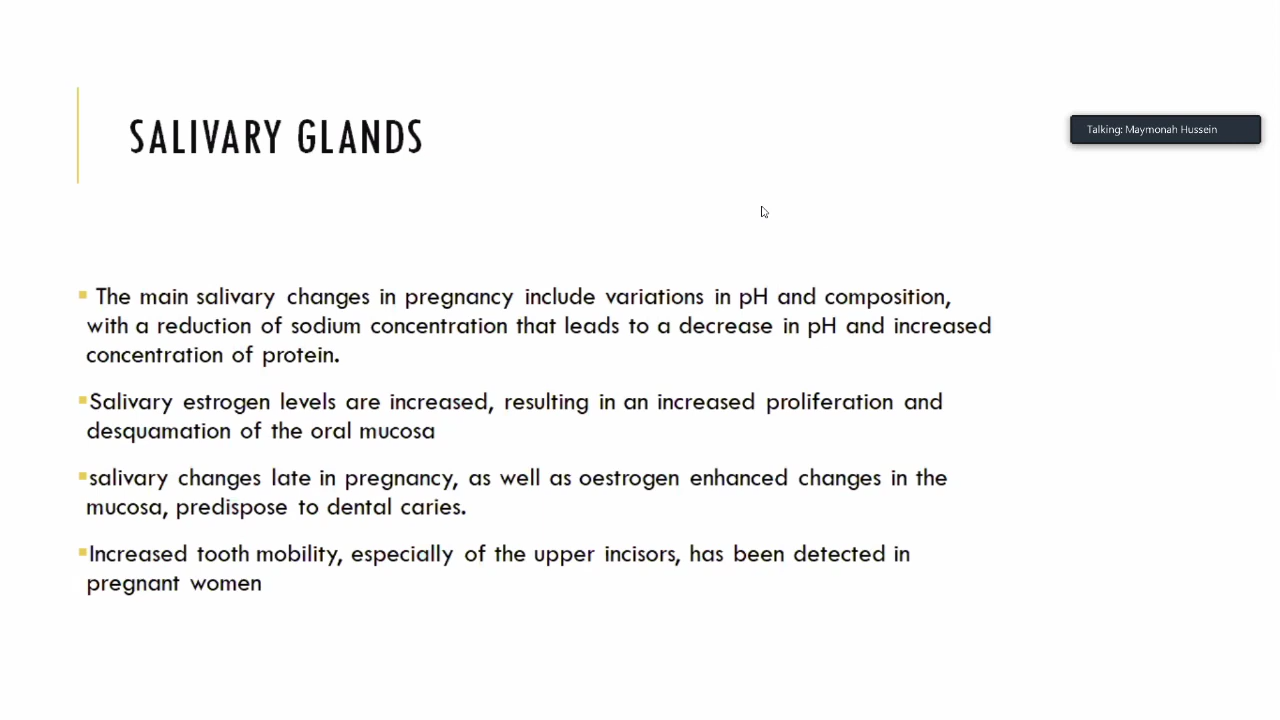 SALIVARY GLANDS
Talking: Maymonah Hussein
The main salivary changes in pregnancy include variations in pH and composition,
with a reduction of sodium concentration that leads to a decrease in pH and increased
concentration of protein.
Salivary estrogen levels are increased, resulting in an increased proliferation and
desquamation of the oral mucosa
salivary changes late in pregnancy, as well as oestrogen enhanced changes in the
mucosa, predispose to dental caries.
Increased tooth mobility, especially of the upper incisors, has been detected in
pregnant women